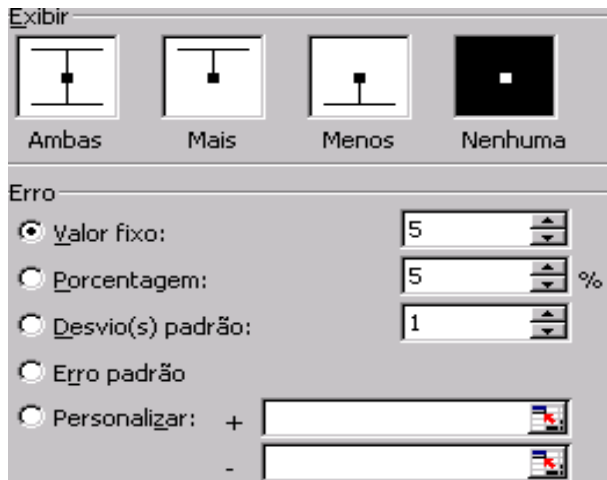 Exibir
Ambas Mais Menos Nenhuma
Erro
Valor fixo: 5
Porcentagem: 5 %
Desvio(s) padrão: 1
Erro padrão
Personalizar: +
-